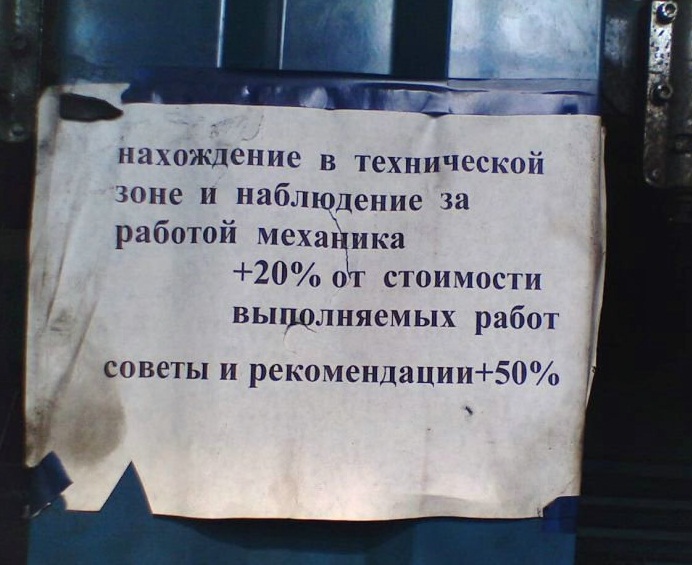 нахождение в технической
зоне и наблюдение за
работой механика
+20% от стоимости
выполняемых работ
советы и рекомендации+50%